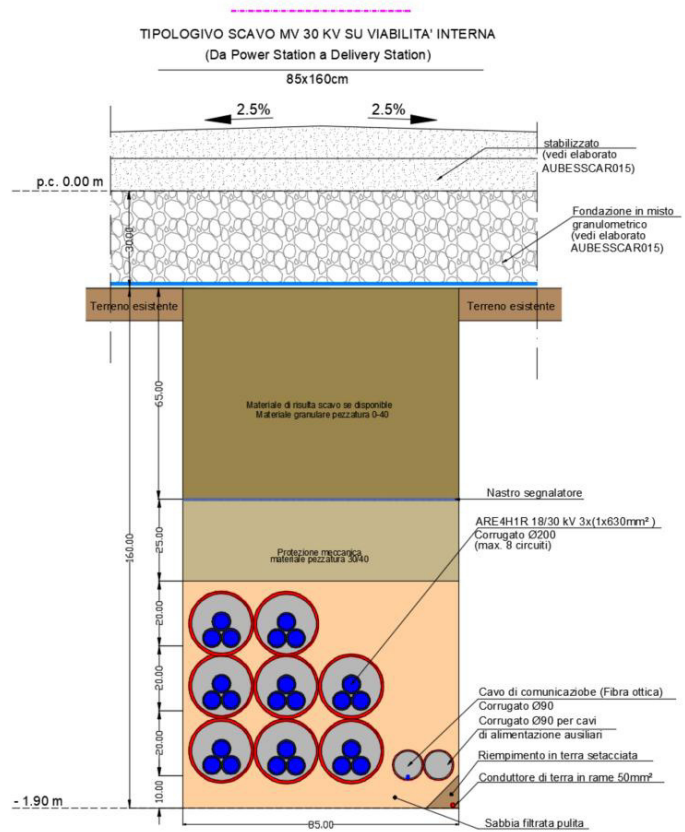 TIPOLOGIVO SCAVO MV 30 KV SU VIABILITA' INTERNA
(Da Power Station a Delivery Station)
85x160cm
2.5% 2.5%
stabilizzato
(vedi elaborato
AUBESSCAR015)
p.c. 0.00 m
Fondazione in misto
granulometrico
(vedi elaborato
AUBESSCAR015)
30.00
Terreno esistente Terreno esistente
65.00
Materiale di risulta scavo se disponibile
Materiale granulare pezzatura 0-40
Nastro segnalatore
ARE4H1R 18/30 kV 3x(1x630mm²)
Corrugato Ø200
(max. 8 circuiti)
160.00
25.00
Protezione meccanica
materiale pezzatura 30/40
20.00
20.00
20.00
Cavo di comunicaziobe (Fibra ottica)
Corrugato Ø90
Corrugato Ø90 per cavi
di alimentazione ausiliari
Riempimento in terra setacciata
Conduttore di terra in rame 50mm²
10.00
- 1.90 m
85.00
Sabbia filtrata pulita